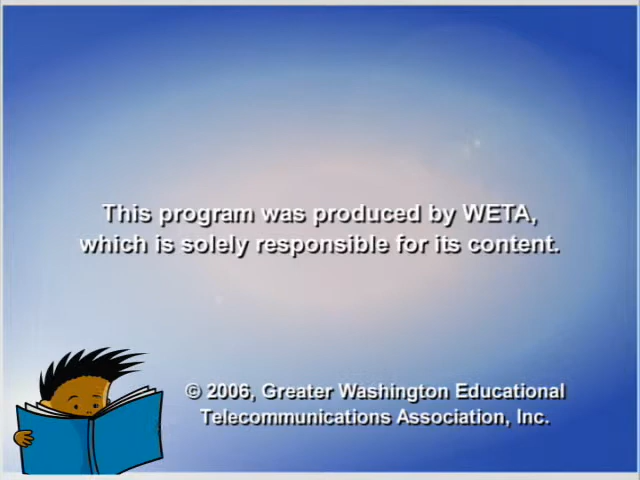 This program was produced by WETA,
which is solely responsible for its content.
© 2006, Greater Washington Educational
Telecommunications Association, Inc.